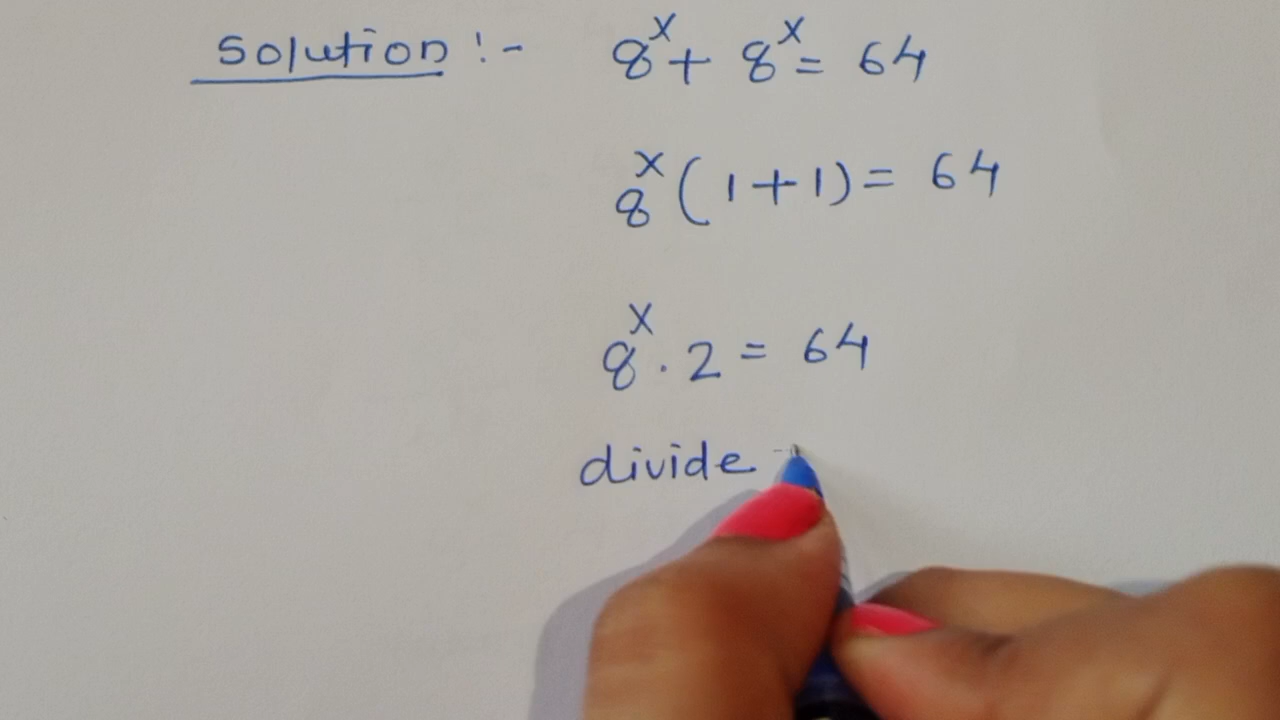 Solution :- 8^x + 8^x = 64
8^x (1+1) = 64
8^x . 2 = 64
divide